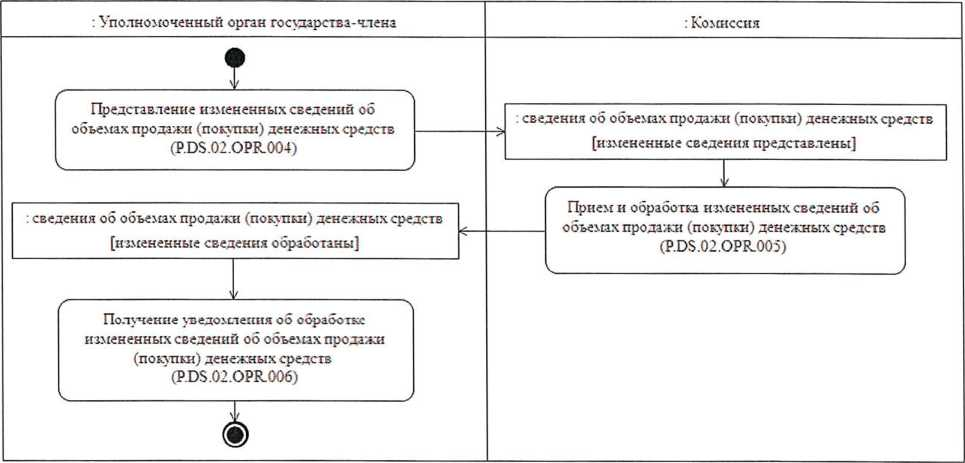 : Уполномоченный орган государства-члена
: Комиссия
Представление измененных сведений об
объемах продажи (покупки) денежных средств
(P.DS.02.OPR.004)
: сведения об объемах продажи (покупки) денежных средств
[измененные сведения представлены]
Прием и обработка измененных сведений об
объемах продажи (покупки) денежных средств
(P.DS.02.OPR.005)
: сведения об объемах продажи (покупки) денежных средств
[измененные сведения обработаны]
Получение уведомления об обработке
измененных сведений об объемах продажи
(покупки) денежных средств
(P.DS.02.OPR.006)